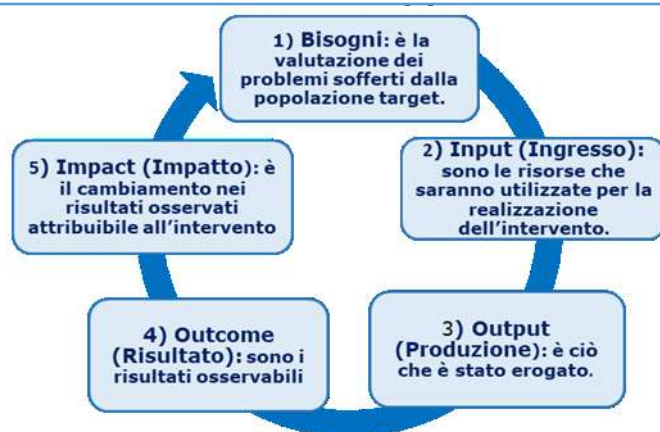 1) Bisogni: è la
valutazione dei
problemi sofferti dalla
popolazione target.
2) Input (Ingresso):
sono le risorse che
saranno utilizzate per la
realizzazione
dell'intervento.
3) Output
(Produzione): è ciò
che è stato erogato.
4) Outcome
(Risultato): sono i
risultati osservabili
5) Impact (Impatto): è
il cambiamento nei
risultati osservati
attribuibile all'intervento